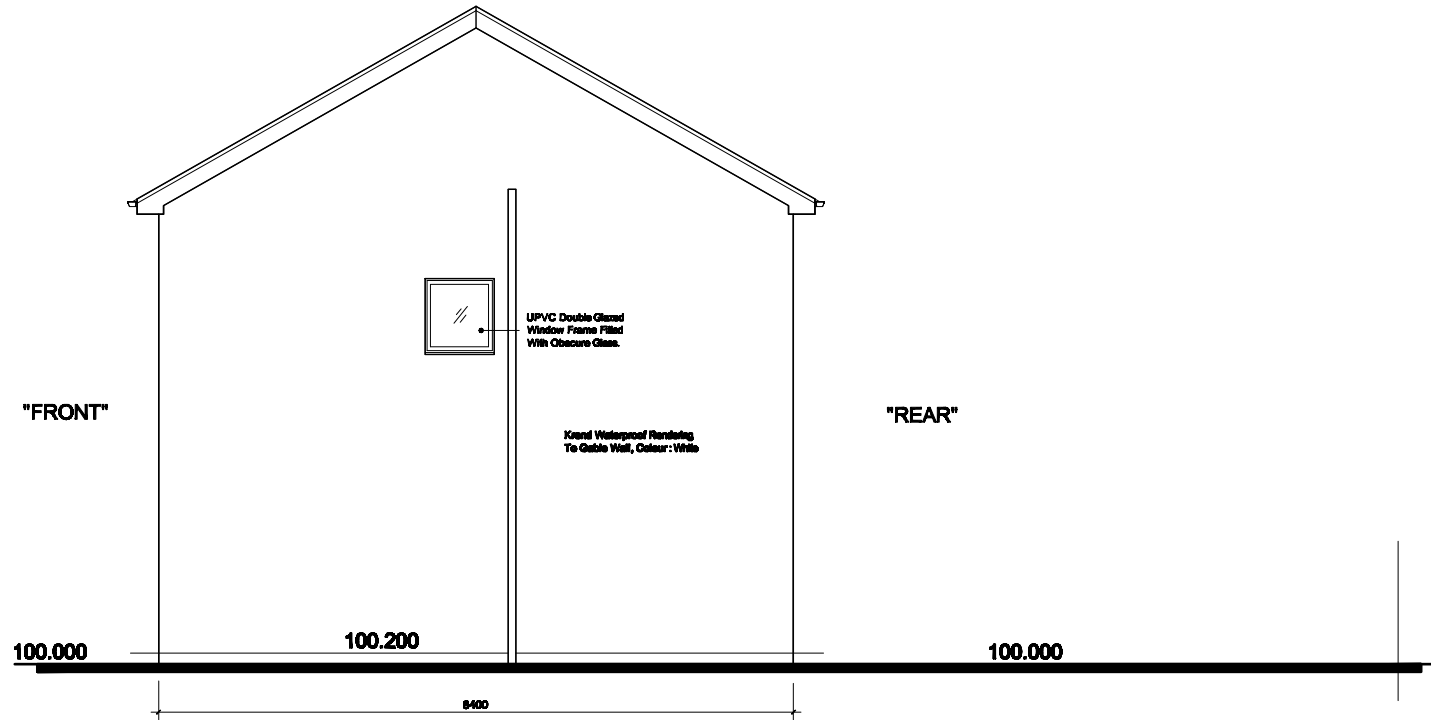 "FRONT"
UPVC Double Glazed
Window Frame Fitted
With Obscure Glass.
"REAR"
Krend Waterproof Rendering
To Gable Wall, Colour : White
100.000
100.200
100.000
8400